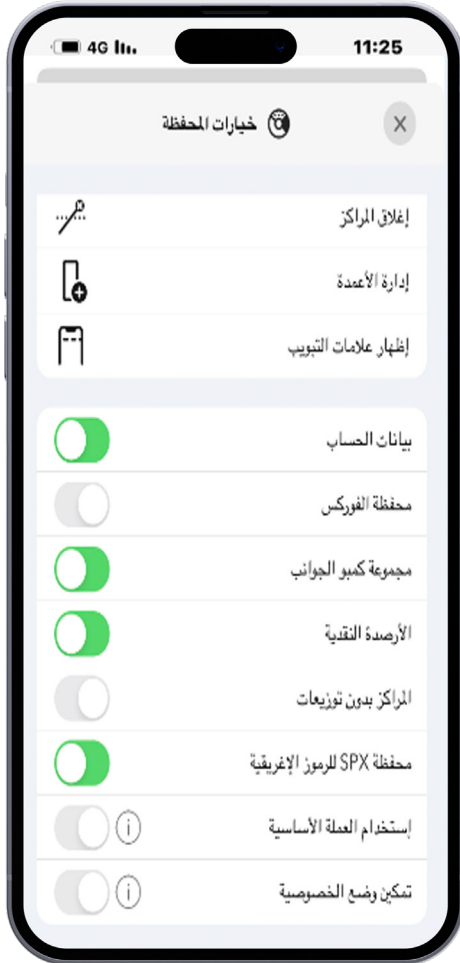 11:25 4G
خيارات المحفظة
إغلاق المراكز
إدارة الأعمدة
إظهار علامات التبويب
بيانات الحساب
محفظة الفوركس
مجموعة كمبو الجوانب
الأرصدة النقدية
المراكز بدون توزيعات
محفظة SPX للرموز الإغريقية
إستخدام العملة الأساسية
تمكين وضع الخصوصية